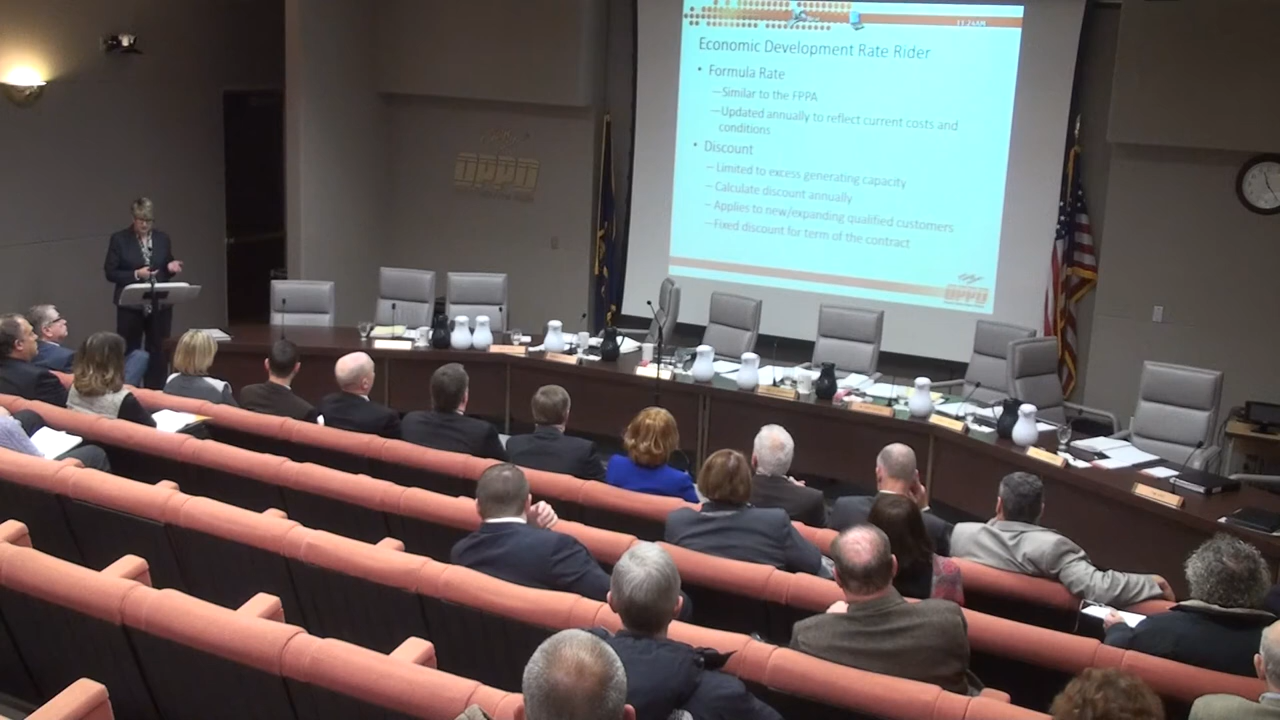 11:24AM
Economic Development Rate Rider
• Formula Rate
–Similar to the FPPA
–Updated annually to reflect current costs and
conditions
• Discount
– Limited to excess generating capacity
– Calculate discount annually
– Applies to new/expanding qualified customers
–Fixed discount for term of the contract
OPPD
OPPD